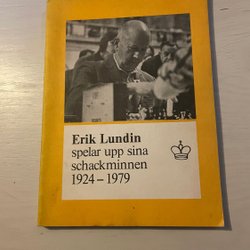 Erik Lundin
spelar upp sina
schackminnen
1924–1979